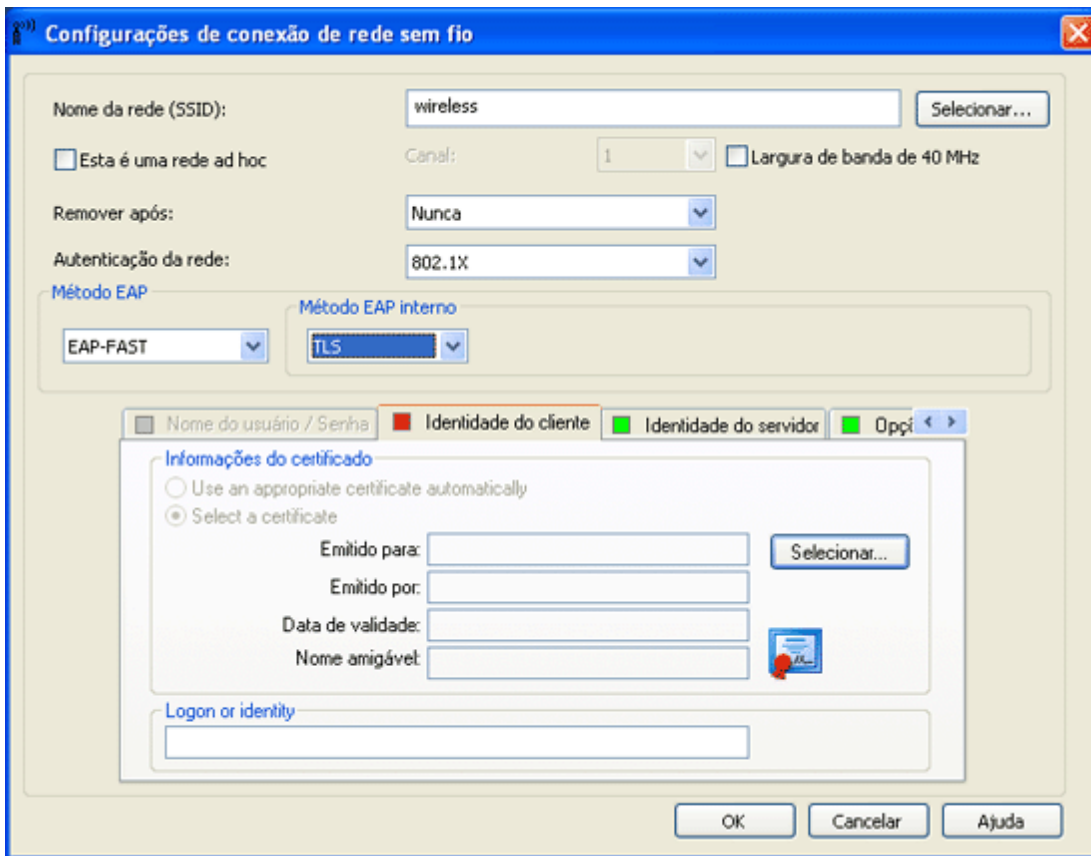 Configurações de conexão de rede sem fio
Nome da rede (SSID): wireless Selecionar...
Esta é uma rede ad hoc Canal: 1 Largura de banda de 40 MHz
Remover após: Nunca
Autenticação da rede: 802.1X
Método EAP
Método EAP interno
EAP-FAST TLS
Nome do usuário / Senha Identidade do cliente Identidade do servidor Opçã
Informações do certificado
Use an appropriate certificate automatically
Select a certificate
Emitido para: Selecionar...
Emitido por:
Data de validade:
Nome amigável:
Logon or identity
OK Cancelar Ajuda